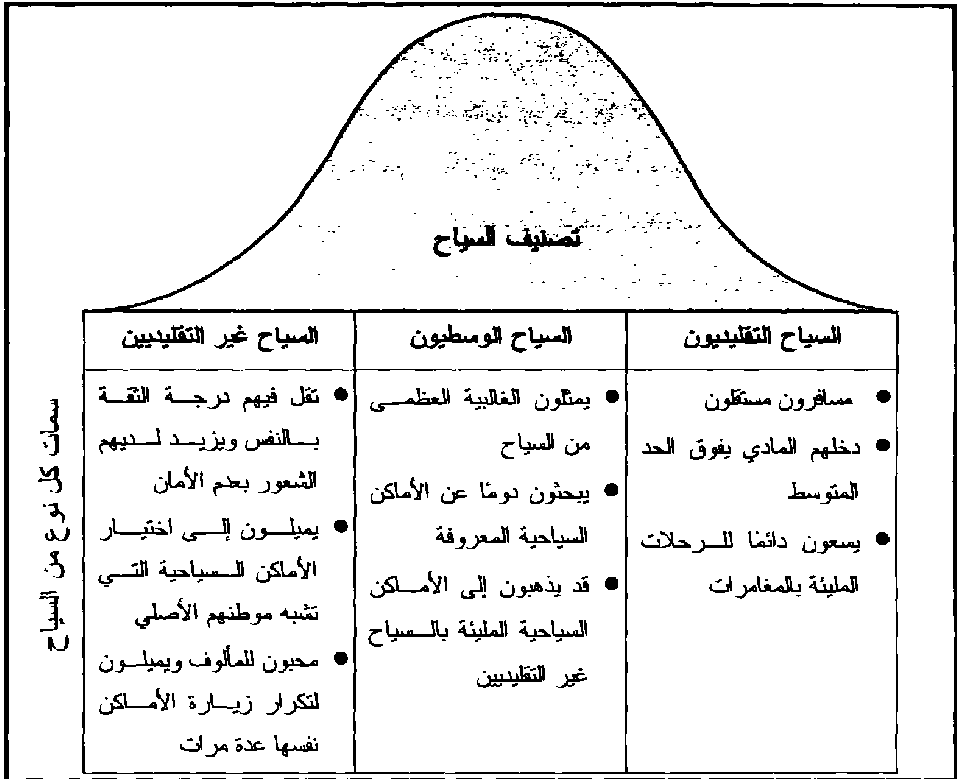 تصنيف السياح
السياح التقليديون
مسافرون مستقلون
دخلهم المادي يفوق الحد
المتوسط
يسعون دائمًا للرحلات
المليئة بالمغامرات
السياح الوسطيون
يمثلون الغالبية العظمى
من السياح
يبحثون دومًا عن الأماكن
السياحية المعروفة
قد يذهبون إلى الأماكن
السياحية المليئة بالسياح
غير التقليديين
السياح غير التقليديين
تقل فيهم درجة الثقة
بالنفس ويزيد لديهم
الشعور بعدم الأمان
يميلون إلى اختيار
الأماكن السياحية التي
تشبه موطنهم الأصلي
محبون للمألوف ويميلون
لتكرار زيارة الأماكن
نفسها عدة مرات
سمات كل نوع من السياح